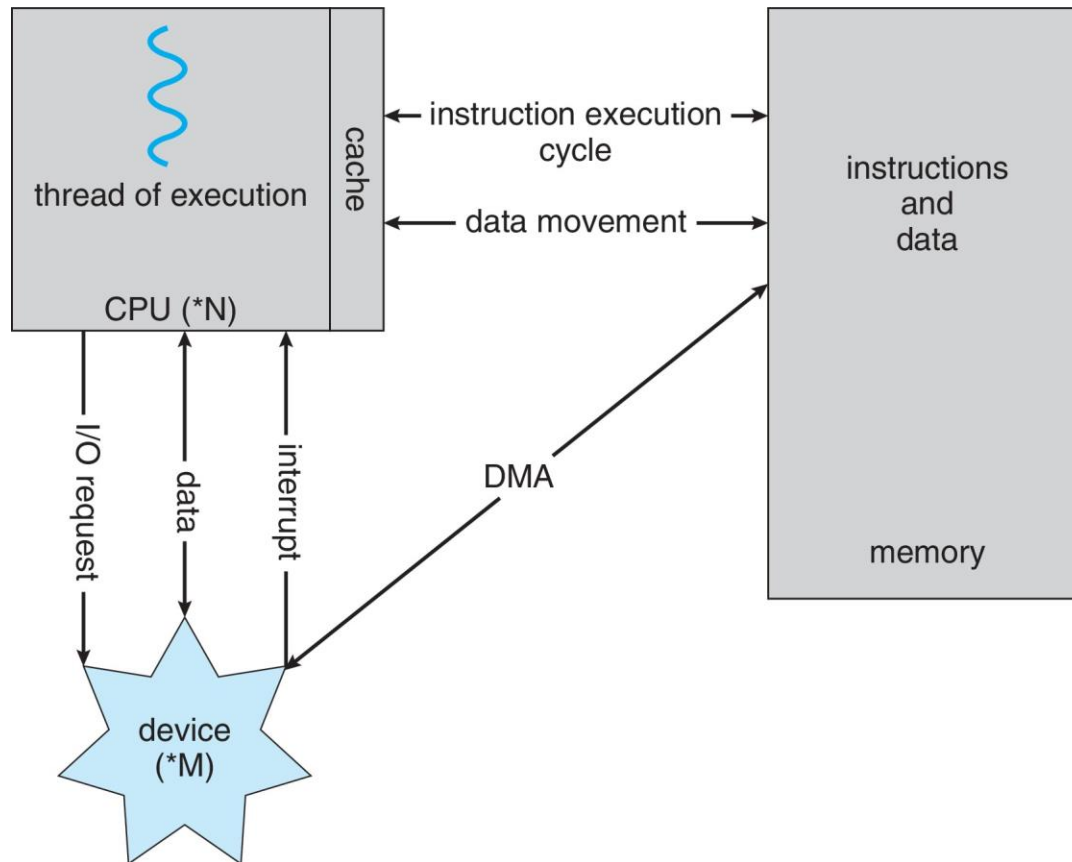 thread of execution
CPU (*N)
cache
instruction execution
cycle
data movement
instructions
and
data
memory
I/O request
data
interrupt
DMA
device
(*M)